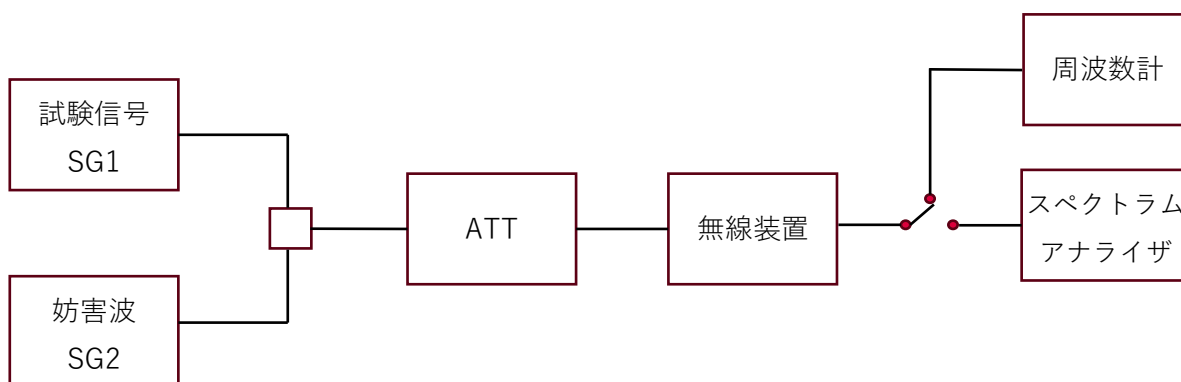 試験信号
SG1
妨害波
SG2
ATT
無線装置
周波数計
スペクトラム
アナライザ